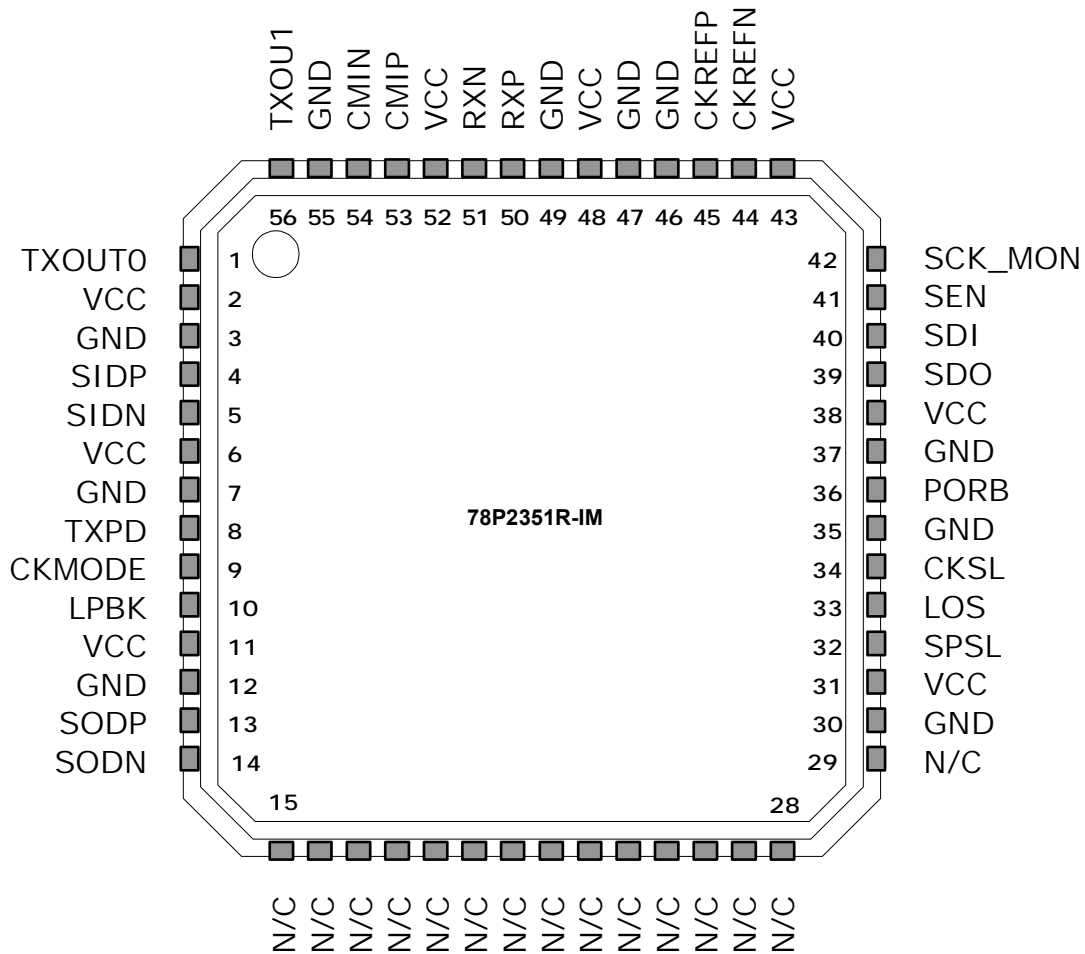 TXOU1
GND
CMIN
CMIP
VCC
RXN
RXP
GND
VCC
GND
GND
CKREFP
CKREFN
VCC
56 55 54 53 52 51 50 49 48 47 46 45 44 43
TXOUT0 1 42 SCK_MON
VCC 2 41 SEN
GND 3 40 SDI
SIDP 4 39 SDO
SIDN 5 38 VCC
VCC 6 37 GND
GND 7 36 PORB
78P2351R-IM
TXPD 8 35 GND
CKMODE 9 34 CKSL
LPBK 10 33 LOS
VCC 11 32 SPSL
GND 12 31 VCC
SODP 13 30 GND
SODN 14 29 N/C
15 28
N/C
N/C
N/C
N/C
N/C
N/C
N/C
N/C
N/C
N/C
N/C
N/C
N/C
N/C